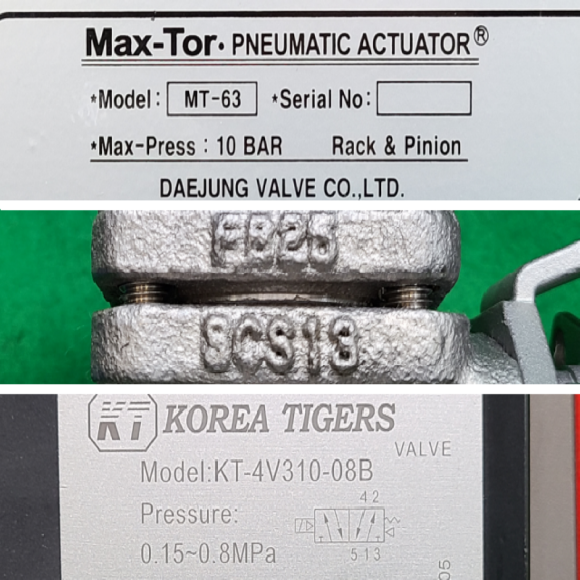 Max-Tor· PNEUMATIC ACTUATOR®
*Model: MT-63 *Serial No:
*Max-Press : 10 BAR Rack & Pinion
DAEJUNG VALVE CO.,LTD.
FB25
SCS13
KT KOREA TIGERS
VALVE
Model:KT-4V310-08B
4 2
Pressure:
5 1 3
0.15~0.8MPa
05